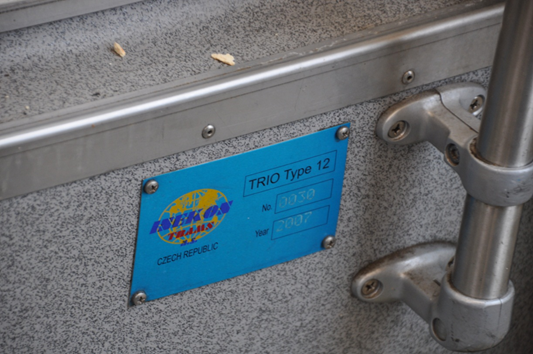 INEKON
TRAMS
a.s.
CZECH REPUBLIC
TRIO Type 12
No. 0030
Year 2007